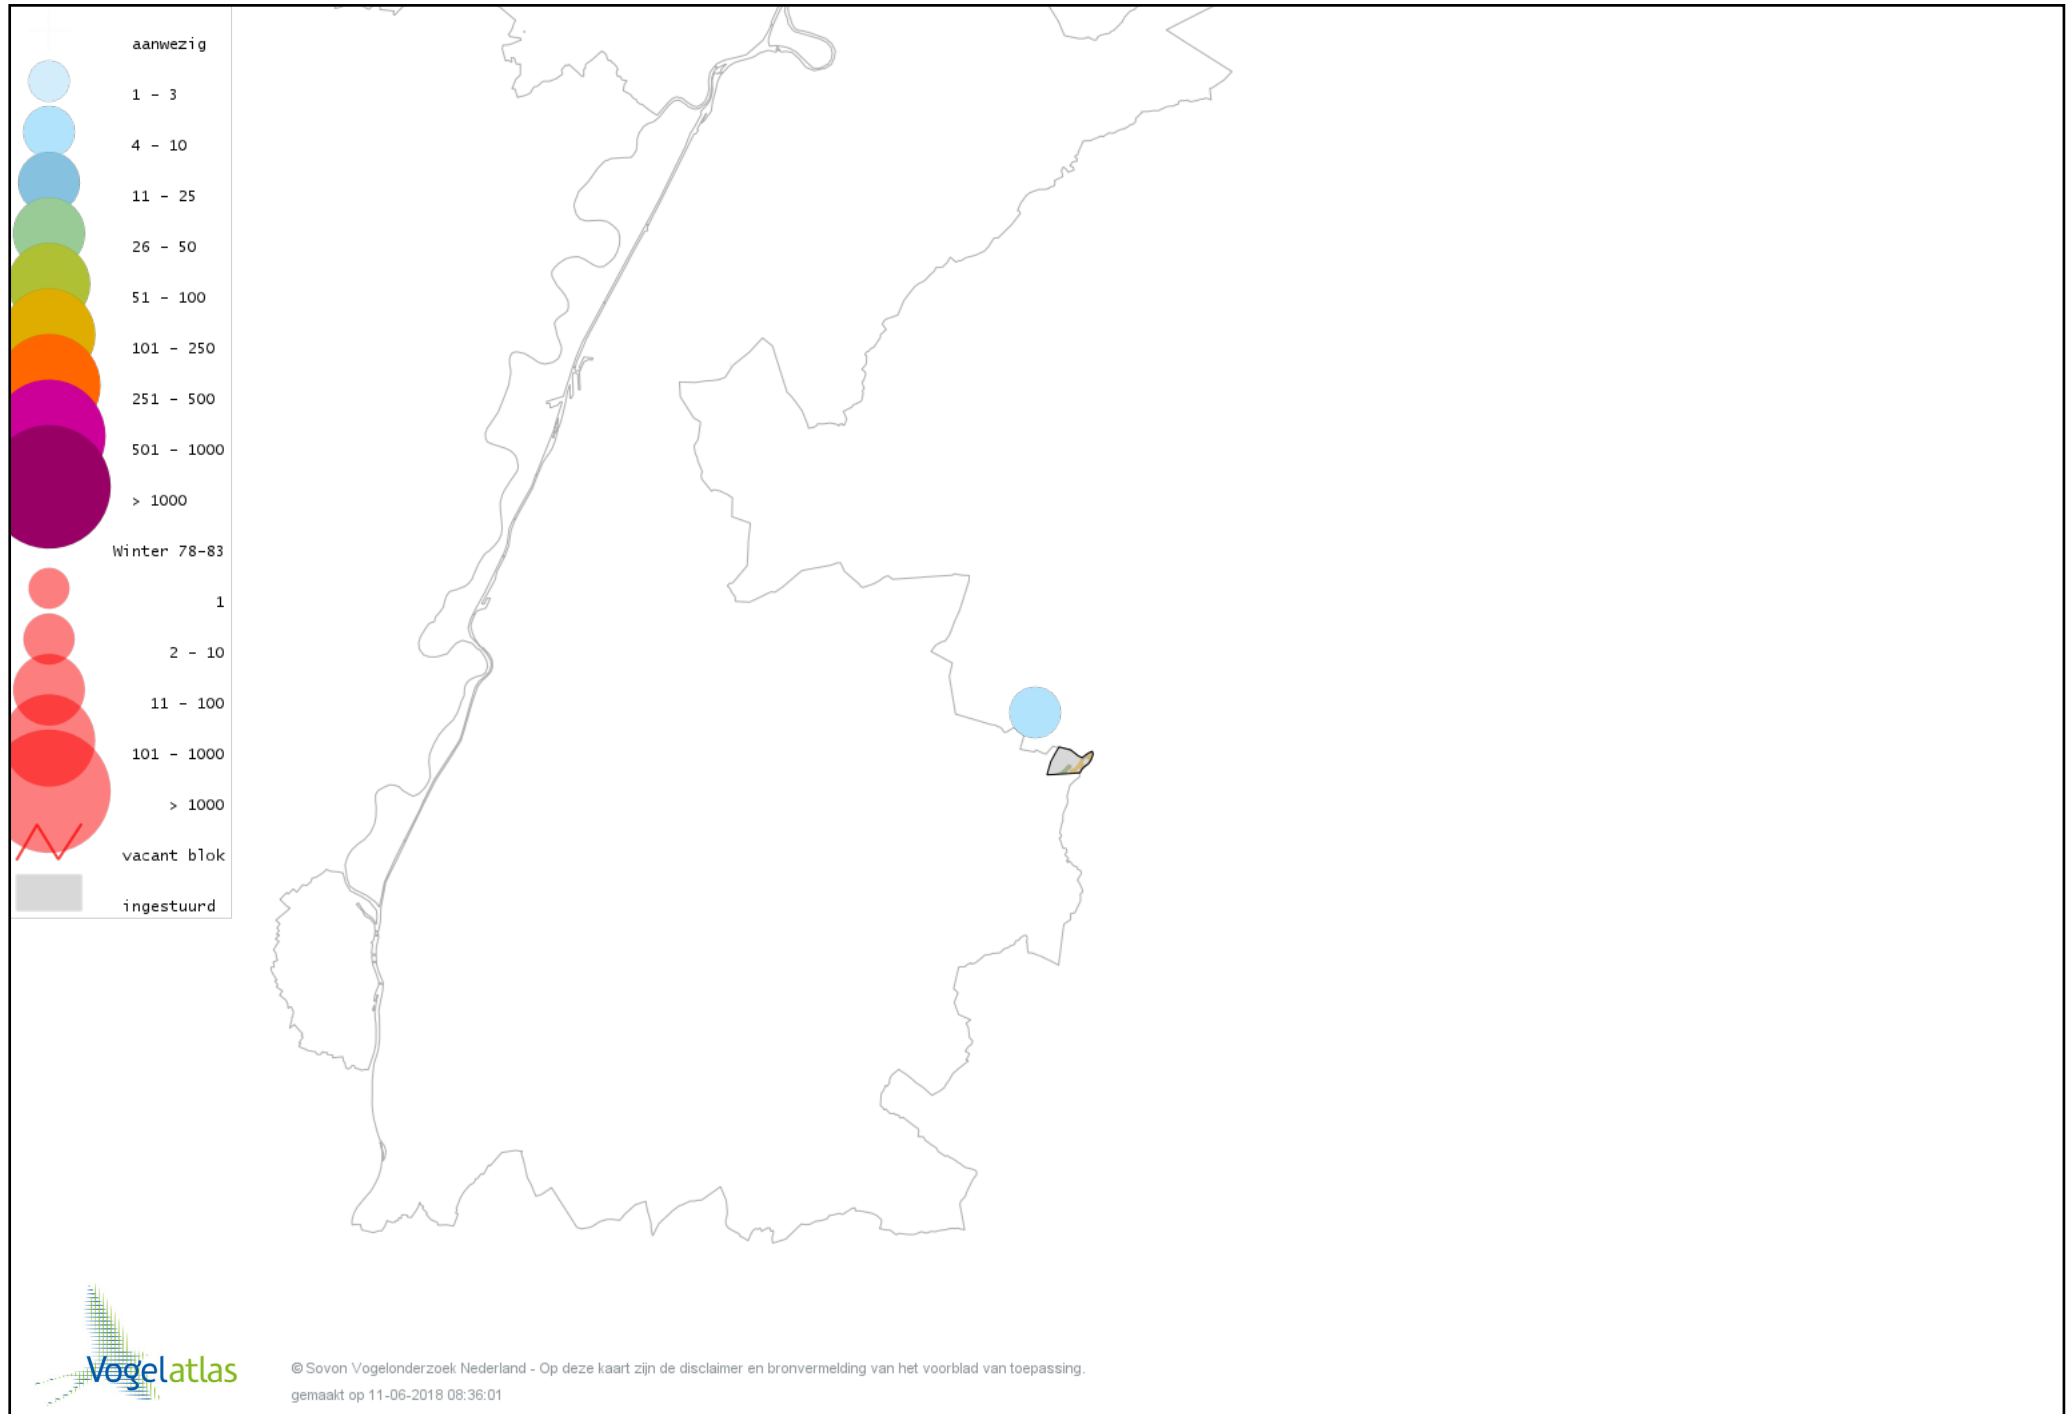 aanwezig
1 - 3
4 - 10
11 - 25
26 - 50
51 - 100
101 - 250
251 - 500
501 - 1000
> 1000
Winter 78-83
1
2 - 10
11 - 100
101 - 1000
> 1000
vacant blok
ingestuurd
Vogelatlas
© Sovon Vogelonderzoek Nederland - Op deze kaart zijn de disclaimer en bronvermelding van het voorblad van toepassing.
gemaakt op 11-06-2018 08:36:01